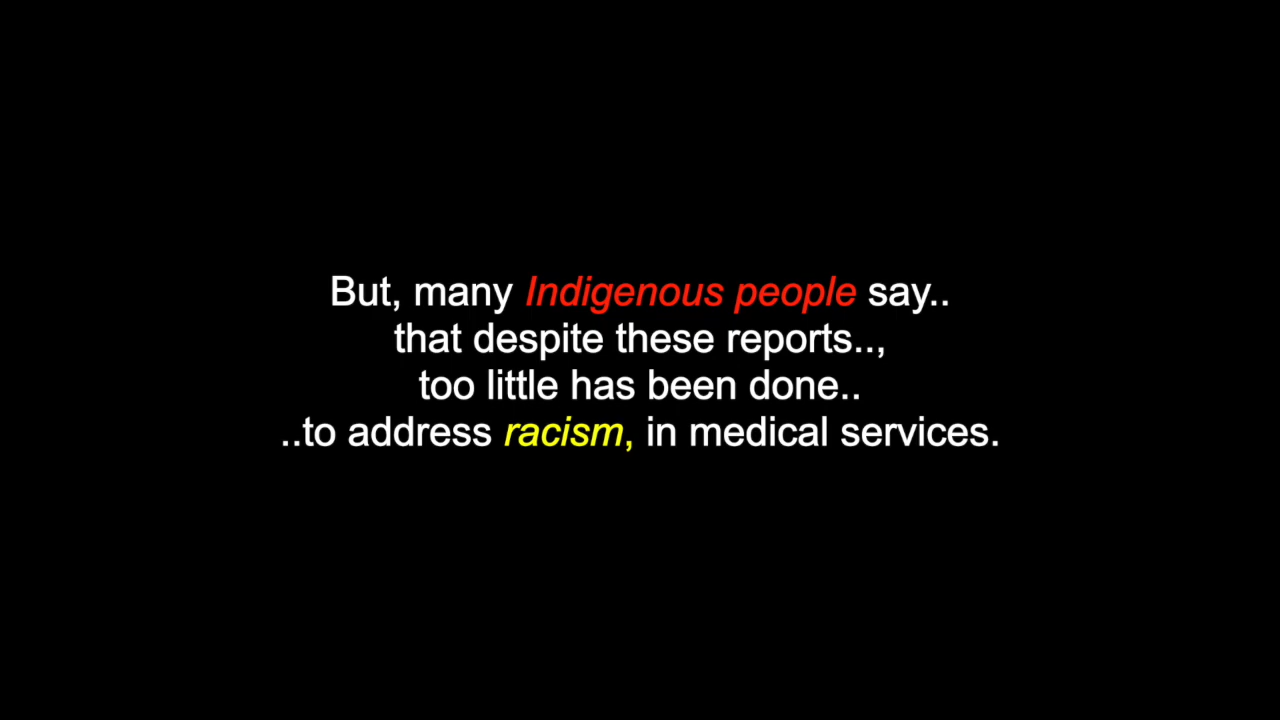 But, many Indigenous people say..
that despite these reports..,
too little has been done..
..to address racism, in medical services.